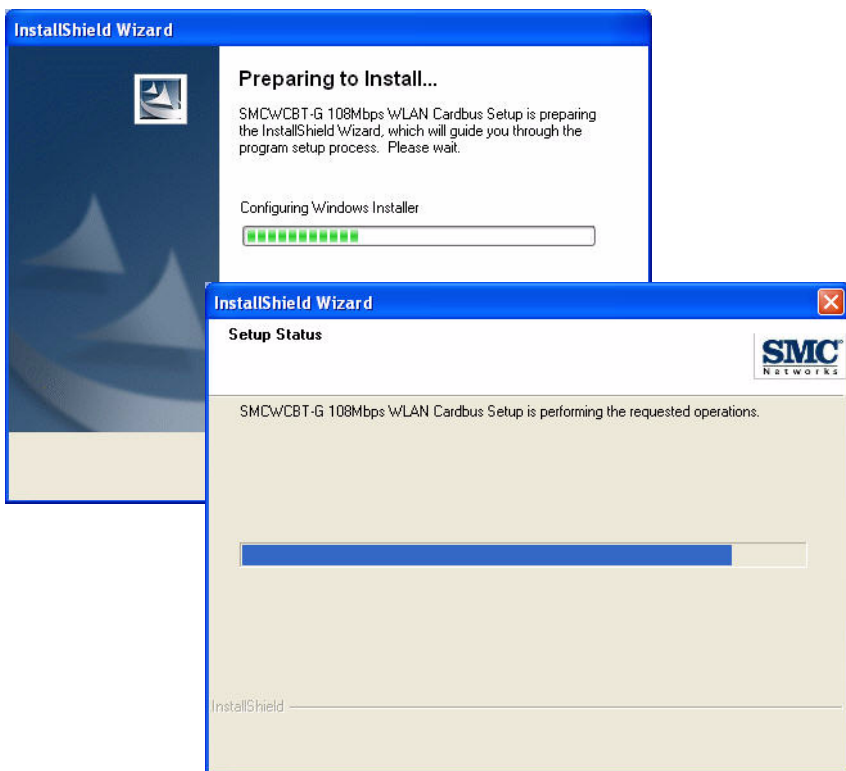 InstallShield Wizard
Preparing to Install...
SMCWCBT-G 108Mbps WLAN Cardbus Setup is preparing
the InstallShield Wizard, which will guide you through the
program setup process. Please wait.
Configuring Windows Installer
InstallShield Wizard
Setup Status
SMC
Networks
SMCWCBT-G 108Mbps WLAN Cardbus Setup is performing the requested operations.
InstallShield